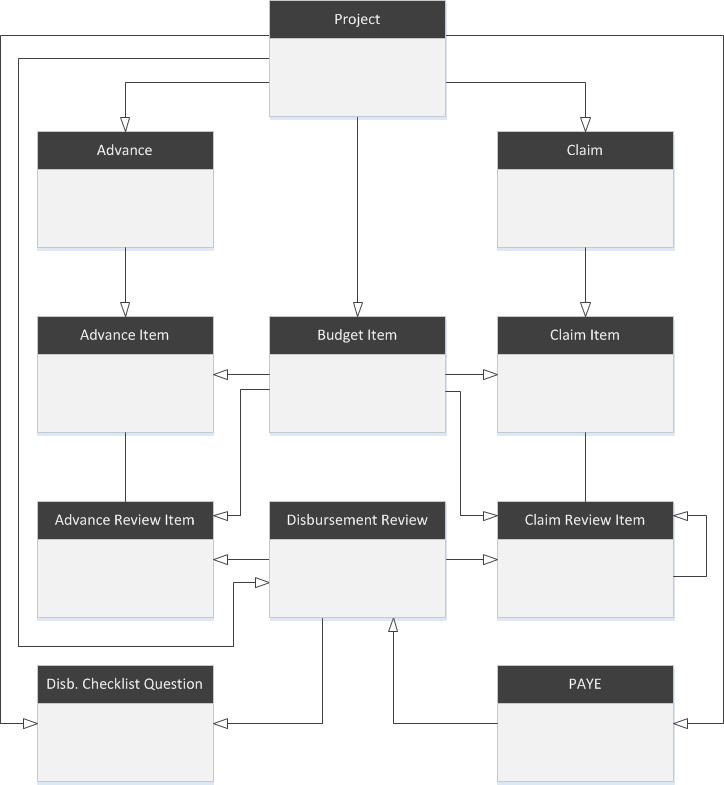 Project
Advance
Claim
Advance Item
Budget Item
Claim Item
Advance Review Item
Disbursement Review
Claim Review Item
Disb. Checklist Question
PAYE